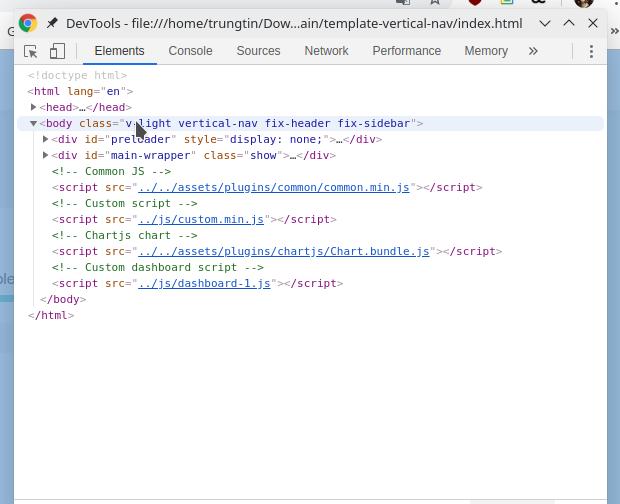 DevTools - file:///home/trungtin/Dow...ain/template-vertical-nav/index.html
Elements Console Sources Network Performance Memory »
<!doctype html>
<html lang="en">
<head>…</head>
<body class="v-light vertical-nav fix-header fix-sidebar">
<div id="preloader" style="display: none;">…</div>
<div id="main-wrapper" class="show">…</div>
<!-- Common JS -->
<script src="../../assets/plugins/common/common.min.js"></script>
<!-- Custom script -->
<script src="../js/custom.min.js"></script>
<!-- Chartjs chart -->
<script src="../../assets/plugins/chartjs/Chart.bundle.js"></script>
<!-- Custom dashboard script -->
<script src="../js/dashboard-1.js"></script>
</body>
</html>